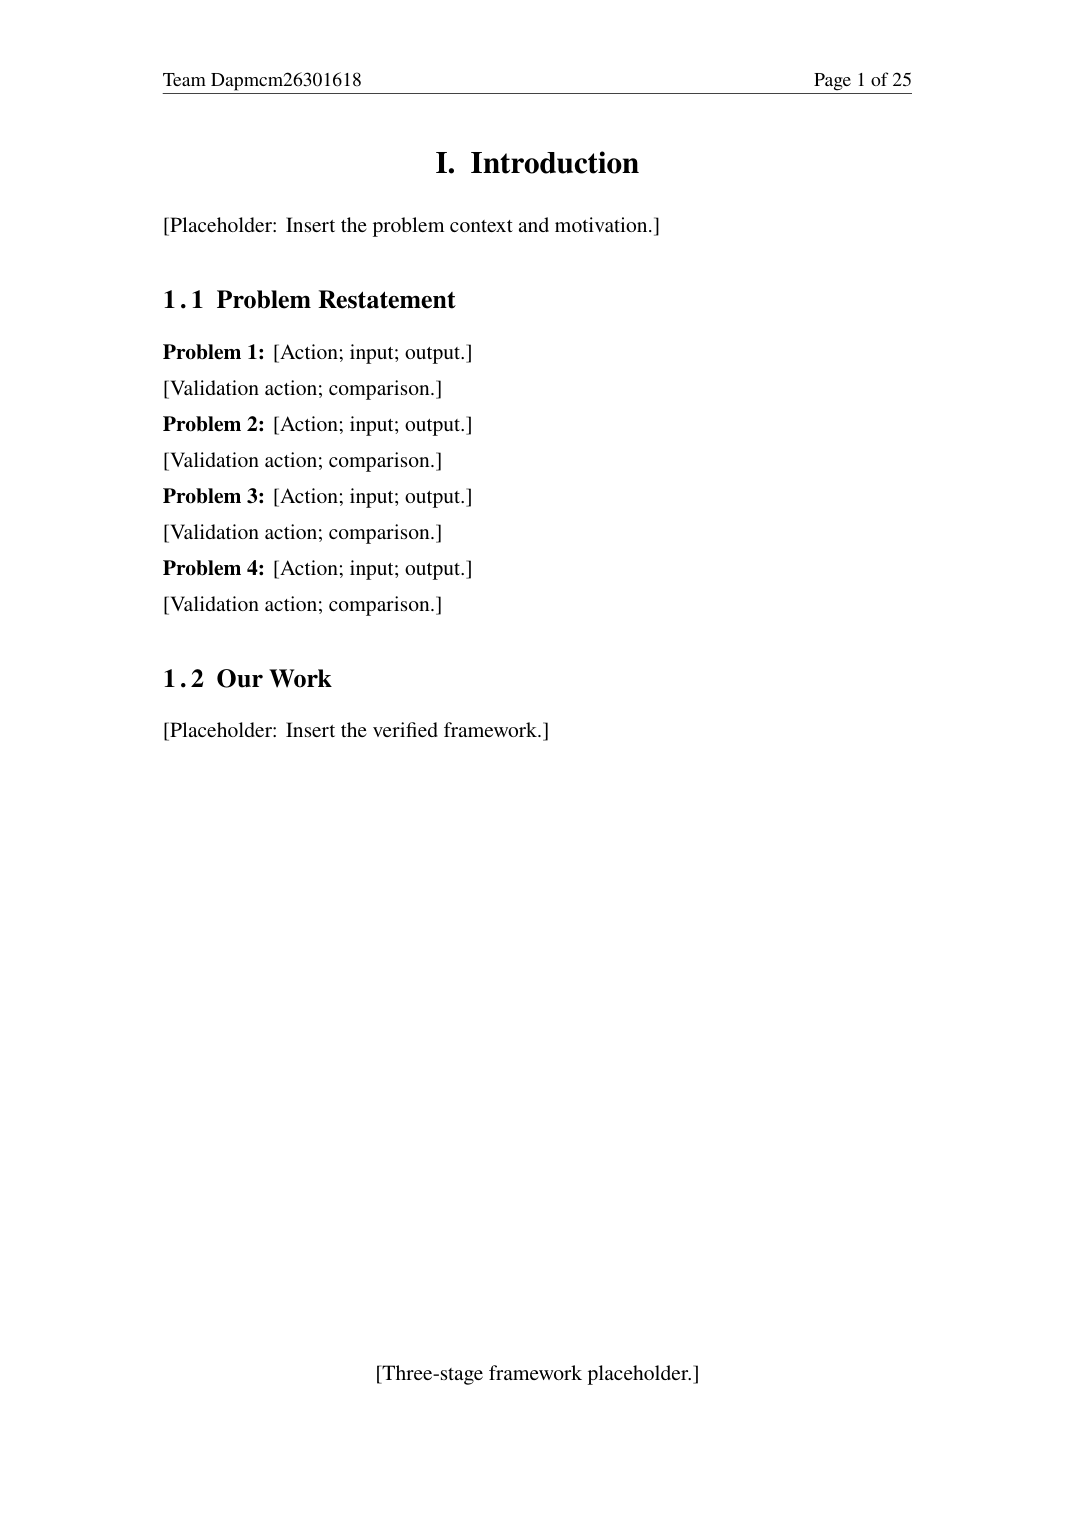 Team Dapmcm26301618 Page 1 of 25
I. Introduction
[Placeholder: Insert the problem context and motivation.]
1.1 Problem Restatement
Problem 1: [Action; input; output.]
[Validation action; comparison.]
Problem 2: [Action; input; output.]
[Validation action; comparison.]
Problem 3: [Action; input; output.]
[Validation action; comparison.]
Problem 4: [Action; input; output.]
[Validation action; comparison.]
1.2 Our Work
[Placeholder: Insert the verified framework.]
[Three-stage framework placeholder.]